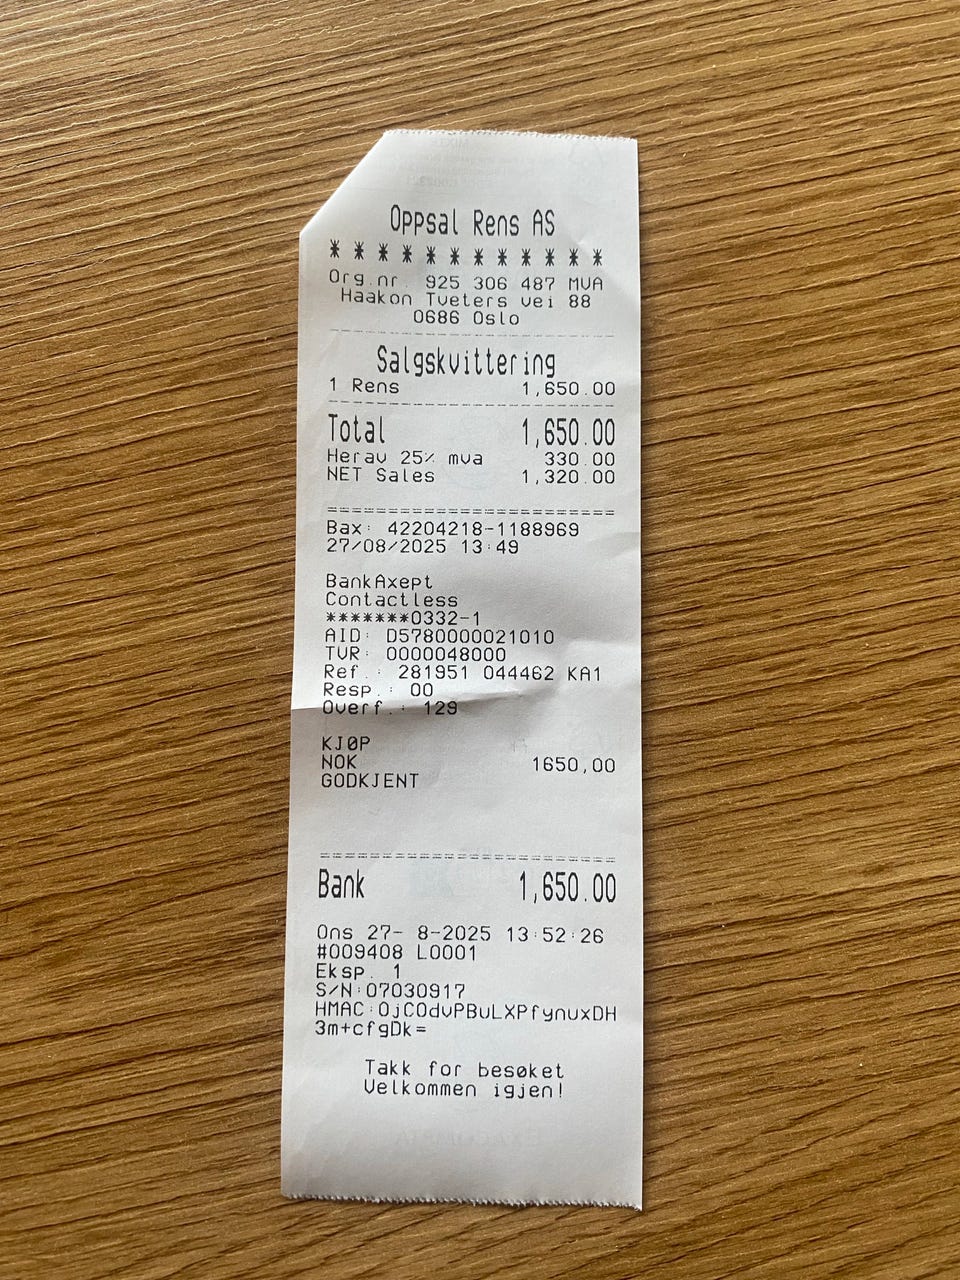 Oppsal Rens AS
* * * * * * * * * * * *
Org.nr. 925 306 487 MVA
Haakon Tveters vei 88
0686 Oslo
Salgskvittering
1 Rens 1,650.00
Total 1,650.00
Herav 25% mva 330.00
NET Sales 1,320.00
Bax: 42204218-1188969
27/08/2025 13:49
BankAxept
Contactless
*******0332-1
AID: D5780000021010
TVR: 0000048000
Ref.: 281951 044462 KA1
Resp.: 00
Overf.: 129
KJØP
NOK 1650,00
GODKJENT
Bank 1,650.00
Ons 27- 8-2025 13:52:26
#009408 L0001
Eksp. 1
S/N:07030917
HMAC:OjCOdvPBuLXPfynuxDH
3m+cfgDk=
Takk for besøket
Velkommen igjen!